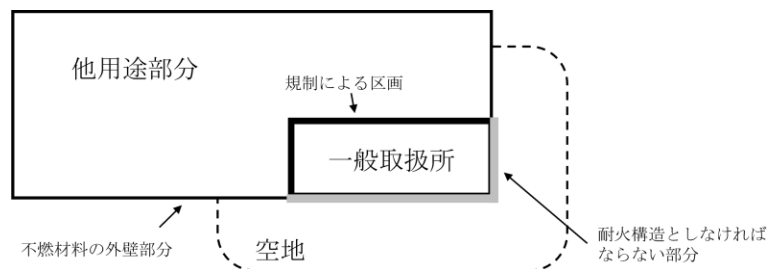 他用途部分
規制による区画
一般取扱所
不燃材料の外壁部分
空地
耐火構造としなければ
ならない部分